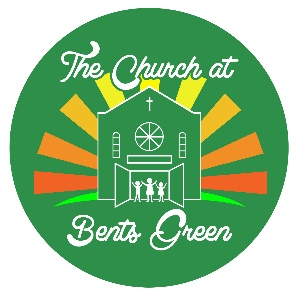 The Church at
Bents Green